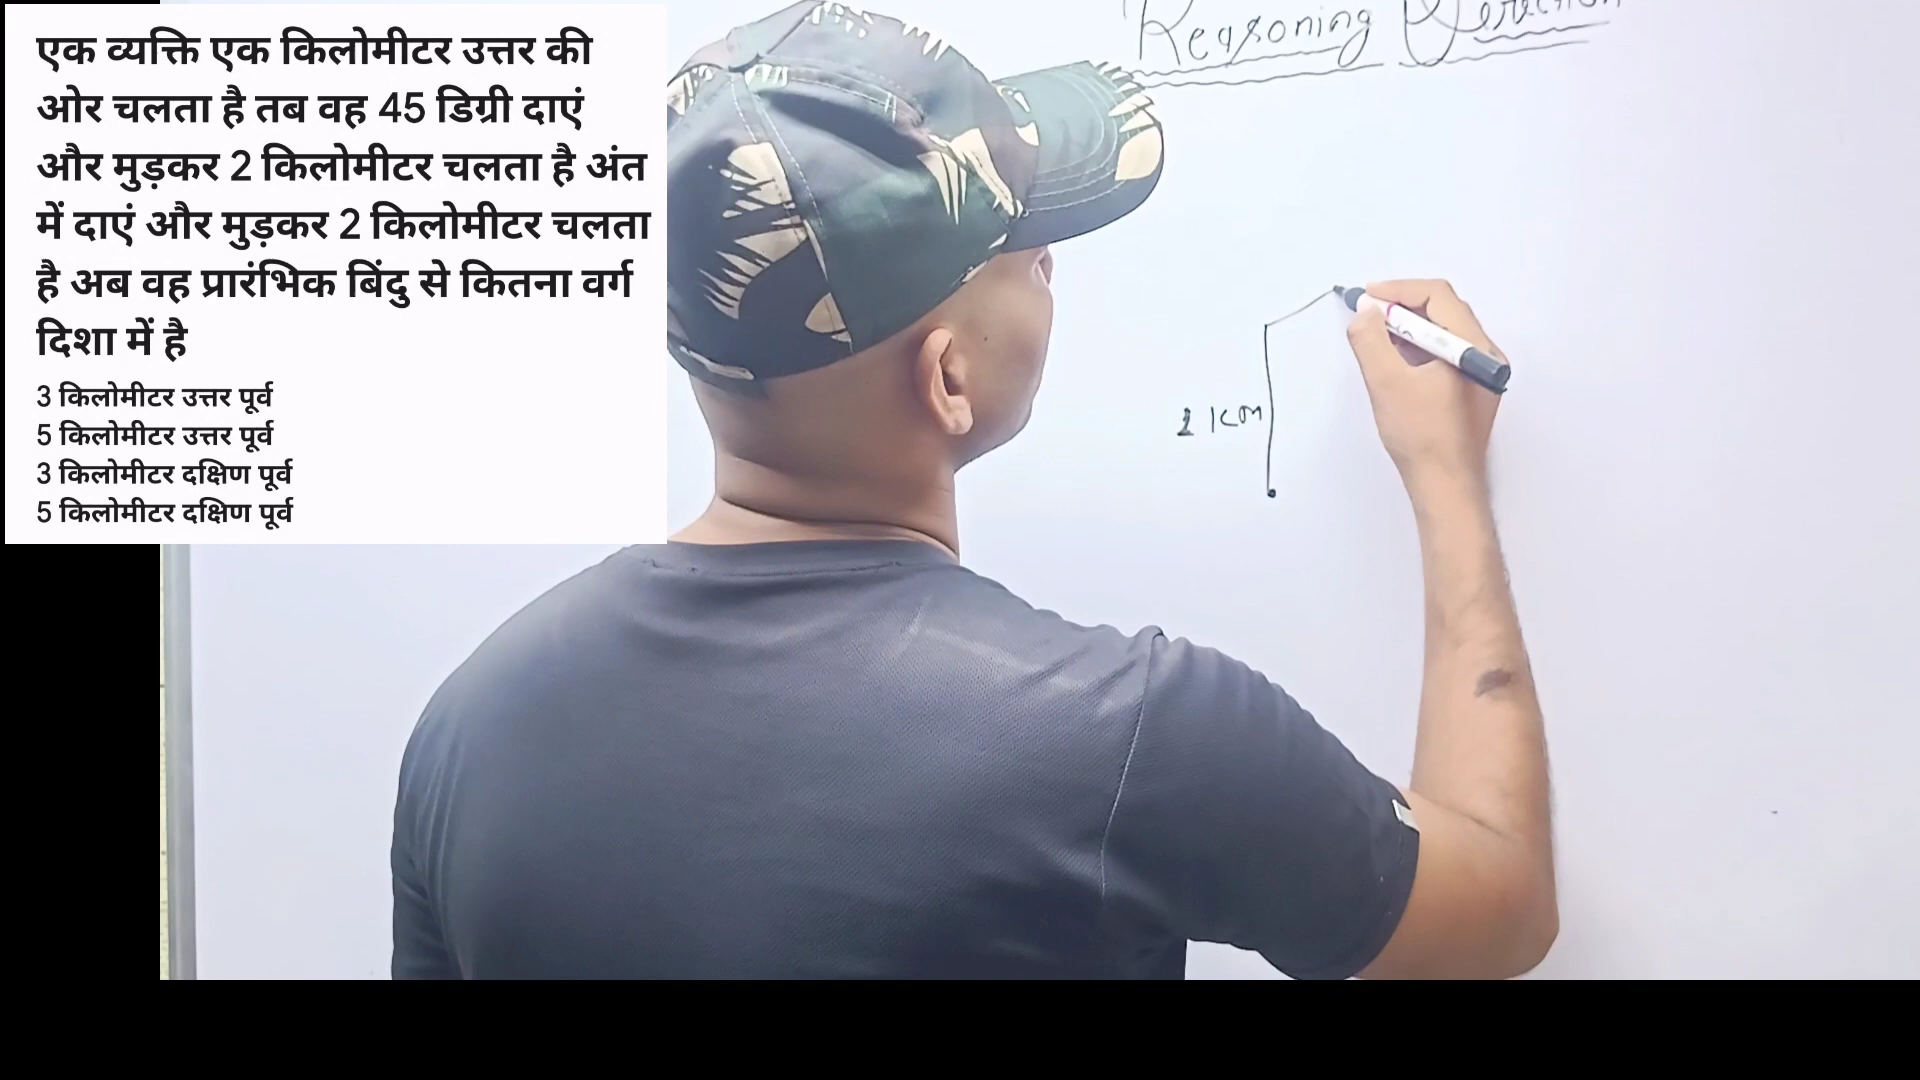 एक व्यक्ति एक किलोमीटर उत्तर की
ओर चलता है तब वह 45 डिग्री दाएं
और मुड़कर 2 किलोमीटर चलता है अंत
में दाएं और मुड़कर 2 किलोमीटर चलता
है अब वह प्रारंभिक बिंदु से कितना वर्ग
दिशा में है
3 किलोमीटर उत्तर पूर्व
5 किलोमीटर उत्तर पूर्व
3 किलोमीटर दक्षिण पूर्व
5 किलोमीटर दक्षिण पूर्व
Reasoning
1 Km